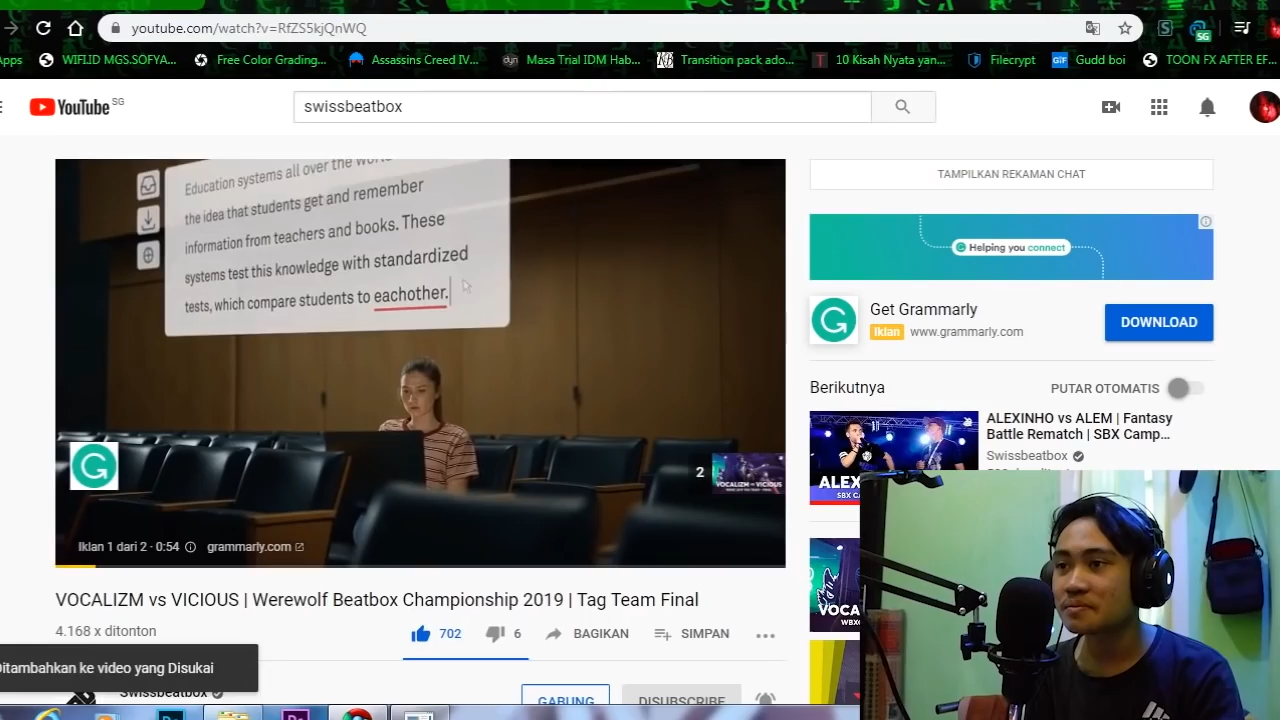 youtube.com/watch?v=RfZS5kjQnWQ
SG
Apps
WIFI.ID MGS.SOFYA...
Free Color Grading...
Assassins Creed IV...
Masa Trial IDM Hab...
Transition pack ado...
10 Kisah Nyata yan...
Filecrypt
Gudd boi
TOON FX AFTER EF...
YouTube SG
swissbeatbox
Education systems all over the
the idea that students get and remember
information from teachers and books. These
systems test this knowledge with standardized
tests, which compare students to eachother.
2
VOCALIZM VICIOUS
Iklan 1 dari 2 · 0:54
grammarly.com
TAMPILKAN REKAMAN CHAT
Helping you connect
Get Grammarly
Iklan www.grammarly.com
DOWNLOAD
Berikutnya
PUTAR OTOMATIS
ALEXINHO vs ALEM | Fantasy
Battle Rematch | SBX Camp...
Swissbeatbox
VOCALIZM vs VICIOUS | Werewolf Beatbox Championship 2019 | Tag Team Final
4.168 x ditonton
702
6
BAGIKAN
SIMPAN
Ditambahkan ke video yang Disukai
Swissbeatbox
GABUNG
DISUBSCRIBE